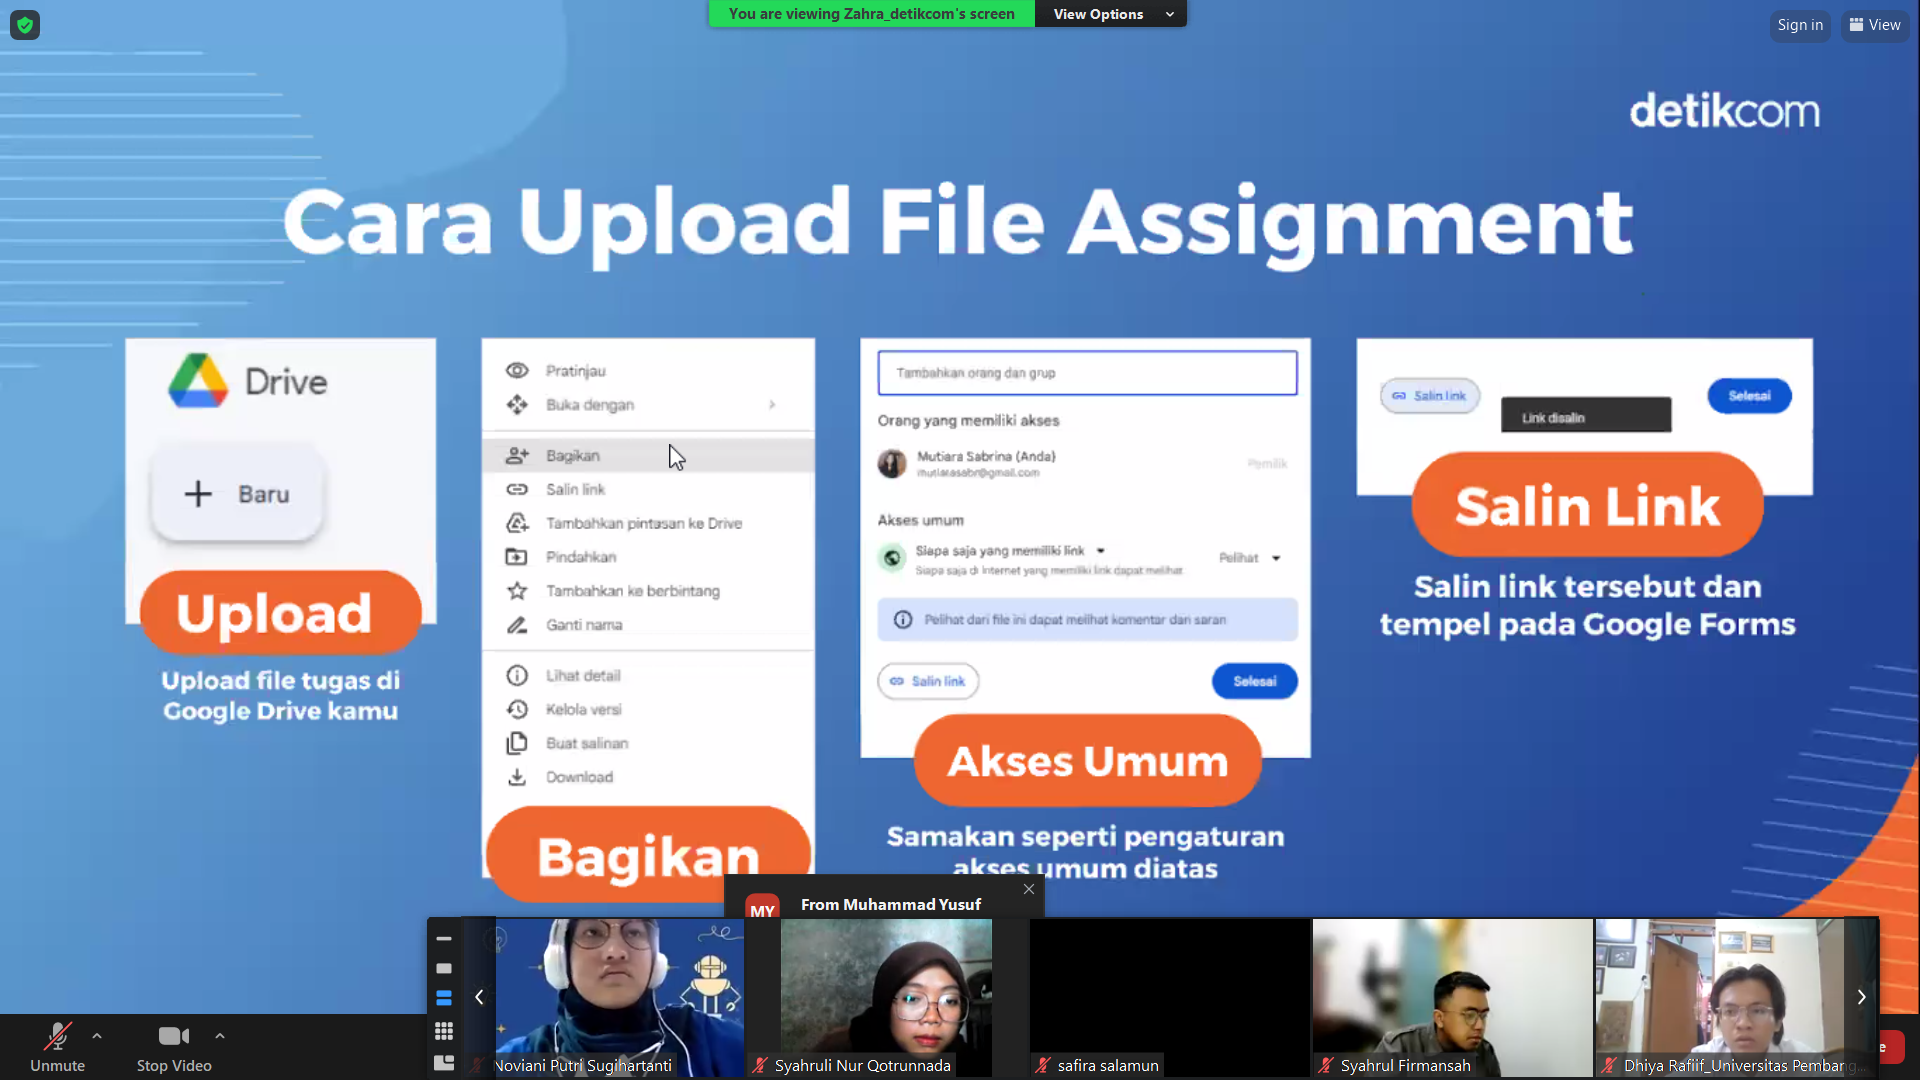 You are viewing Zahra_detikcom's screen
View Options
Sign in
View
detikcom
Cara Upload File Assignment
Drive
Baru
Upload
Upload file tugas di
Google Drive kamu
Pratinjau
Buka dengan
Bagikan
Salin link
Tambahkan pintasan ke Drive
Pindahkan
Tambahkan ke berbintang
Ganti nama
Lihat detail
Kelola versi
Buat salinan
Download
Bagikan
Tambahkan orang dan grup
Orang yang memiliki akses
Mutiara Sabrina (Anda)
mutiarasabr@gmail.com
Pemilik
Akses umum
Siapa saja yang memiliki link
Siapa saja di Internet yang memiliki link dapat melihat
Pelihat
Pelihat dari file ini dapat melihat komentar dan saran
Salin link
Selesai
Akses Umum
Samakan seperti pengaturan
akses umum diatas
Salin link
Link disalin
Selesai
Salin Link
Salin link tersebut dan
tempel pada Google Forms
MY
From Muhammad Yusuf
Unmute
Stop Video
Noviani Putri Sugihartanti
Syahruli Nur Qotrunnada
safira salamun
Syahrul Firmansah
Dhiya Rafiif_Universitas Pembang...